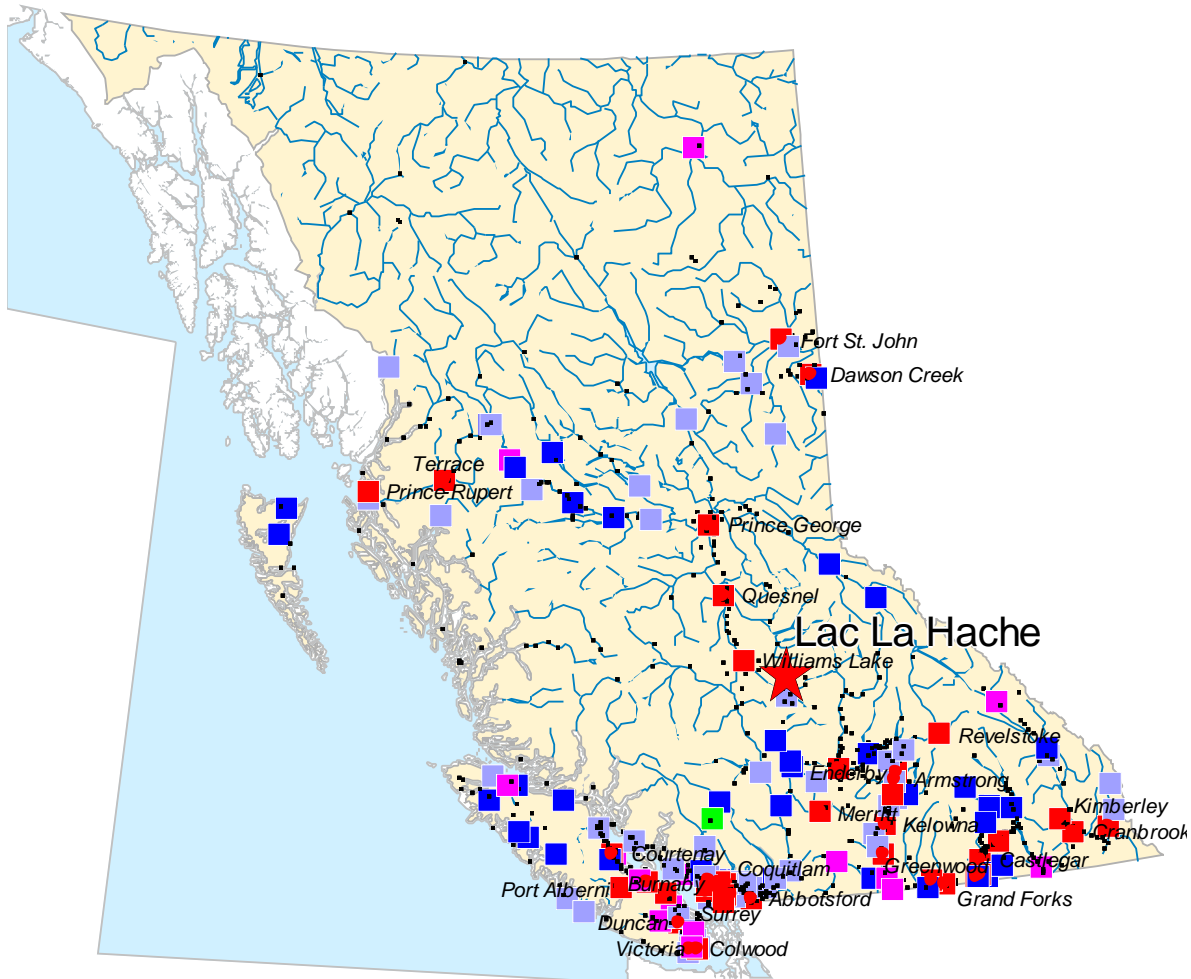 Fort St. John
Dawson Creek
Terrace
Prince Rupert
Prince George
Quesnel
Lac La Hache
Williams Lake
Revelstoke
Enderby
Armstrong
Merritt
Kelowna
Kimberley
Cranbrook
Courtenay
Coquitlam
Greenwood
Castlegar
Port Alberni
Burnaby
Abbotsford
Grand Forks
Duncan
Surrey
Victoria
Colwood